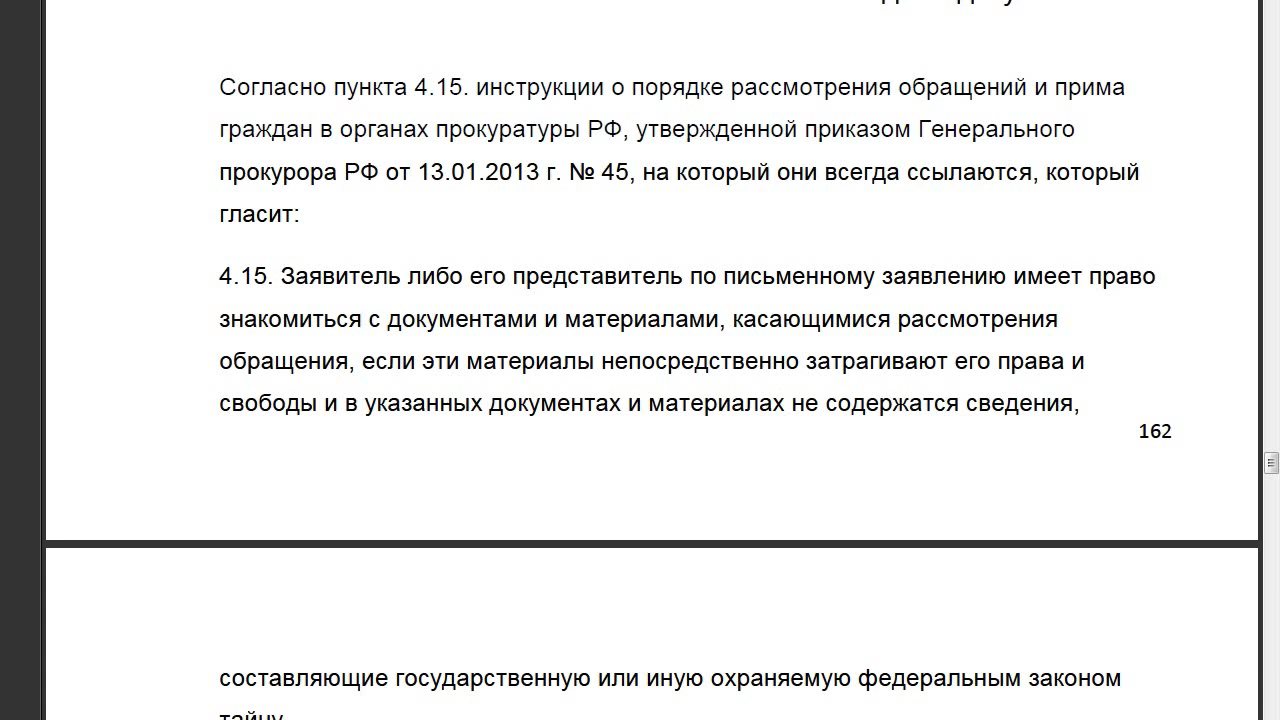 Согласно пункта 4.15. инструкции о порядке рассмотрения обращений и прима
граждан в органах прокуратуры РФ, утвержденной приказом Генерального
прокурора РФ от 13.01.2013 г. № 45, на который они всегда ссылаются, который
гласит:
4.15. Заявитель либо его представитель по письменному заявлению имеет право
знакомиться с документами и материалами, касающимися рассмотрения
обращения, если эти материалы непосредственно затрагивают его права и
свободы и в указанных документах и материалах не содержатся сведения,
162
составляющие государственную или иную охраняемую федеральным законом
тайну